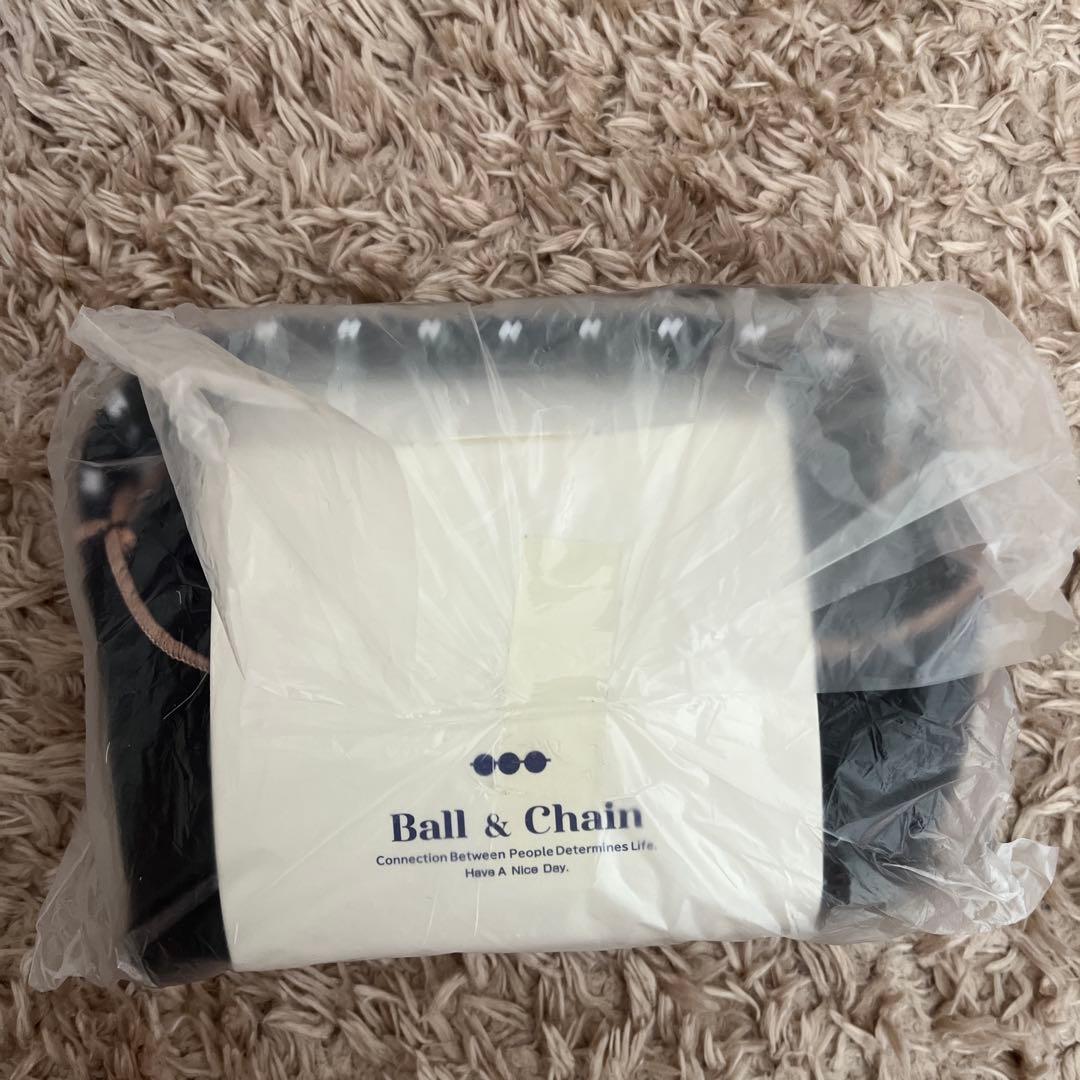 Ball & Chain
Connection Between People Determines Life.
Have A Nice Day.